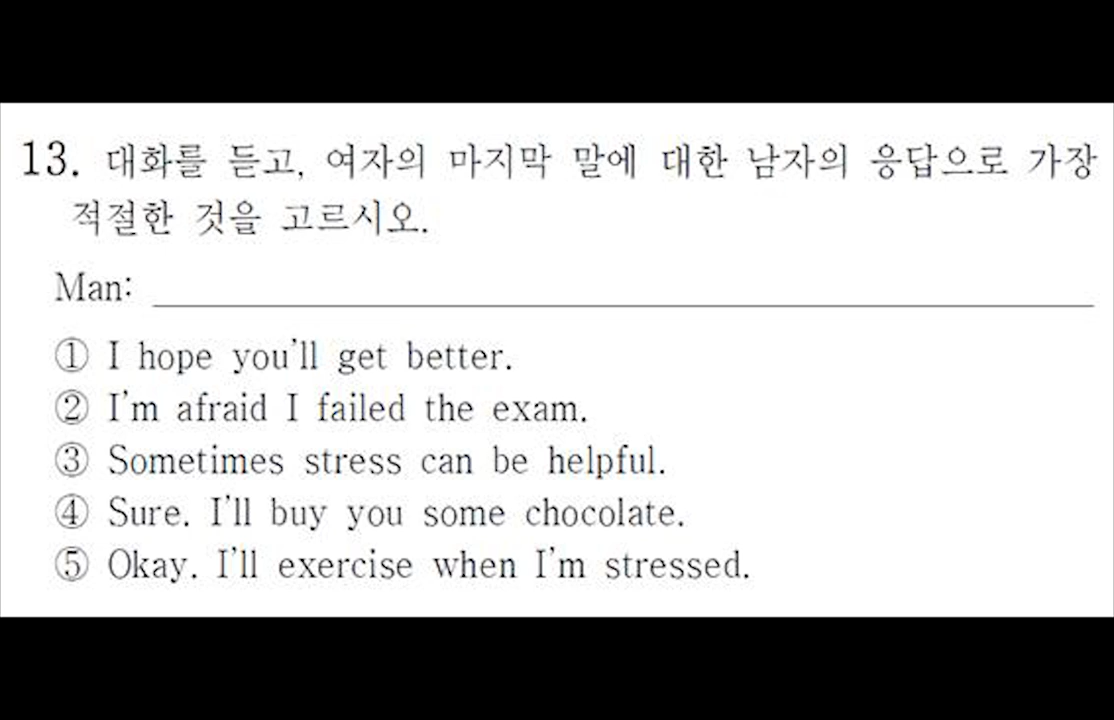 13. 대화를 듣고, 여자의 마지막 말에 대한 남자의 응답으로 가장
적절한 것을 고르시오.
Man: 
① I hope you'll get better.
② I'm afraid I failed the exam.
③ Sometimes stress can be helpful.
④ Sure. I'll buy you some chocolate.
⑤ Okay. I'll exercise when I'm stressed.